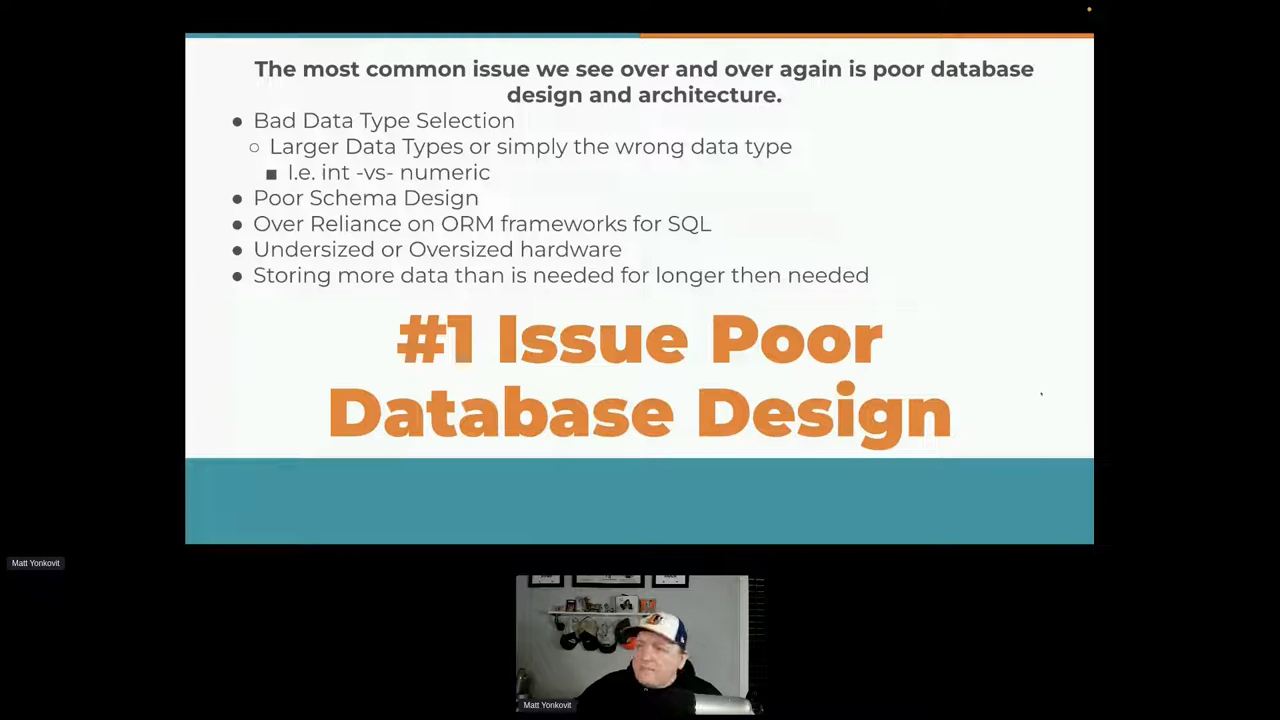 The most common issue we see over and over again is poor database
design and architecture.
● Bad Data Type Selection
○ Larger Data Types or simply the wrong data type
■ I.e. int -vs- numeric
● Poor Schema Design
● Over Reliance on ORM frameworks for SQL
● Undersized or Oversized hardware
● Storing more data than is needed for longer then needed
#1 Issue Poor
Database Design
Matt Yonkovit
Matt Yonkovit